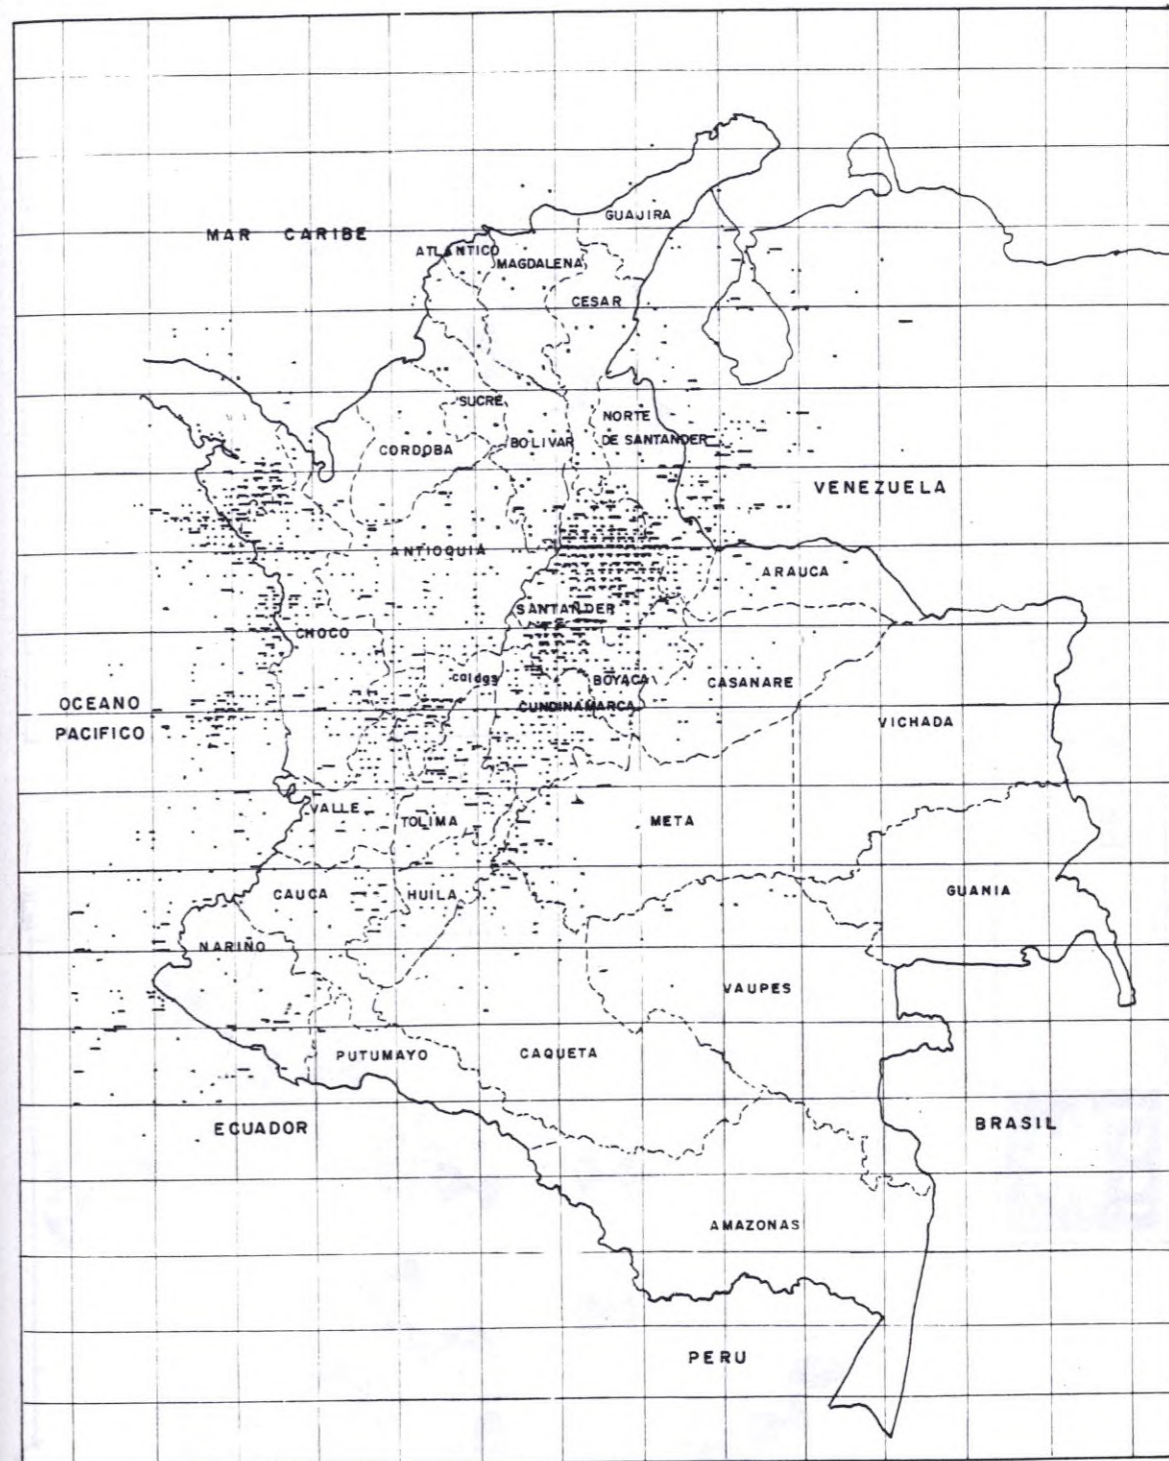 GUAJIRA
MAR CARIBE
ATLANTICO
MAGDALENA
CESAR
SUCRE
NORTE
DE SANTANDER
BOLIVAR
CORDOBA
VENEZUELA
ANTIOQUIA
ARAUCA
SANTANDER
CHOCO
caldas
BOYACA
CASANARE
OCEANO
PACIFICO
CUNDINAMARCA
VICHADA
VALLE
TOLIMA
META
CAUCA
HUILA
GUANIA
NARIÑO
VAUPES
PUTUMAYO
CAQUETA
ECUADOR
BRASIL
AMAZONAS
PERU